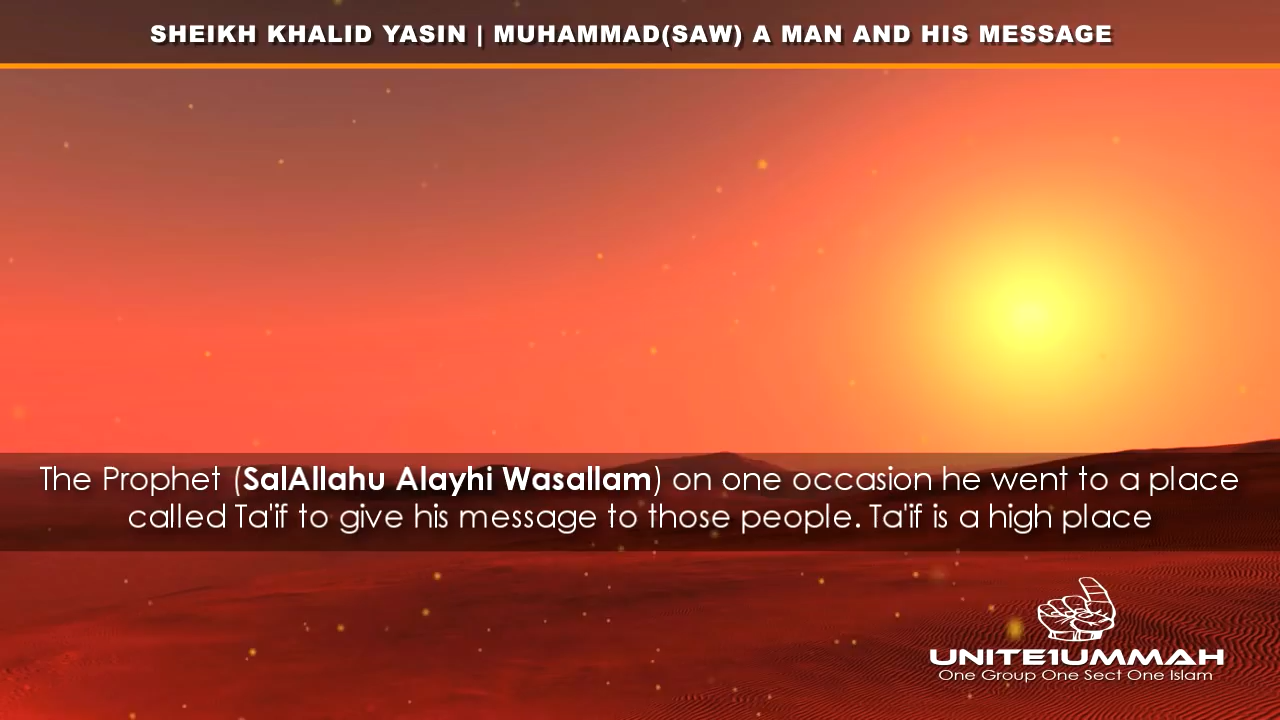 SHEIKH KHALID YASIN | MUHAMMAD(SAW) A MAN AND HIS MESSAGE
The Prophet (SalAllahu Alayhi Wasallam) on one occasion he went to a place
called Ta'if to give his message to those people. Ta'if is a high place
UNITE1UMMAH
One Group One Sect One Islam